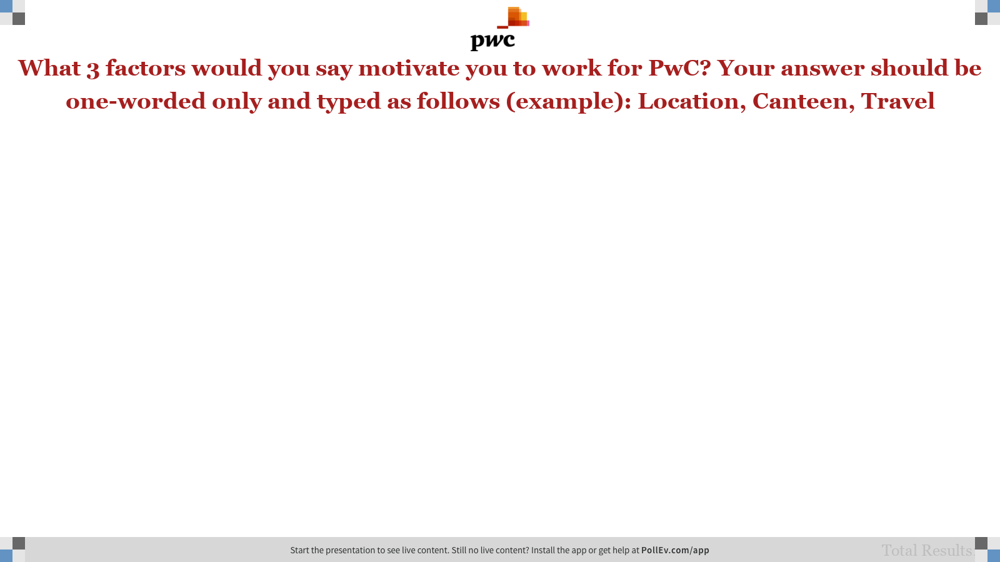 pwc
What 3 factors would you say motivate you to work for PwC? Your answer should be
one-worded only and typed as follows (example): Location, Canteen, Travel
Start the presentation to see live content. Still no live content? Install the app or get help at PollEv.com/app
Total Results: